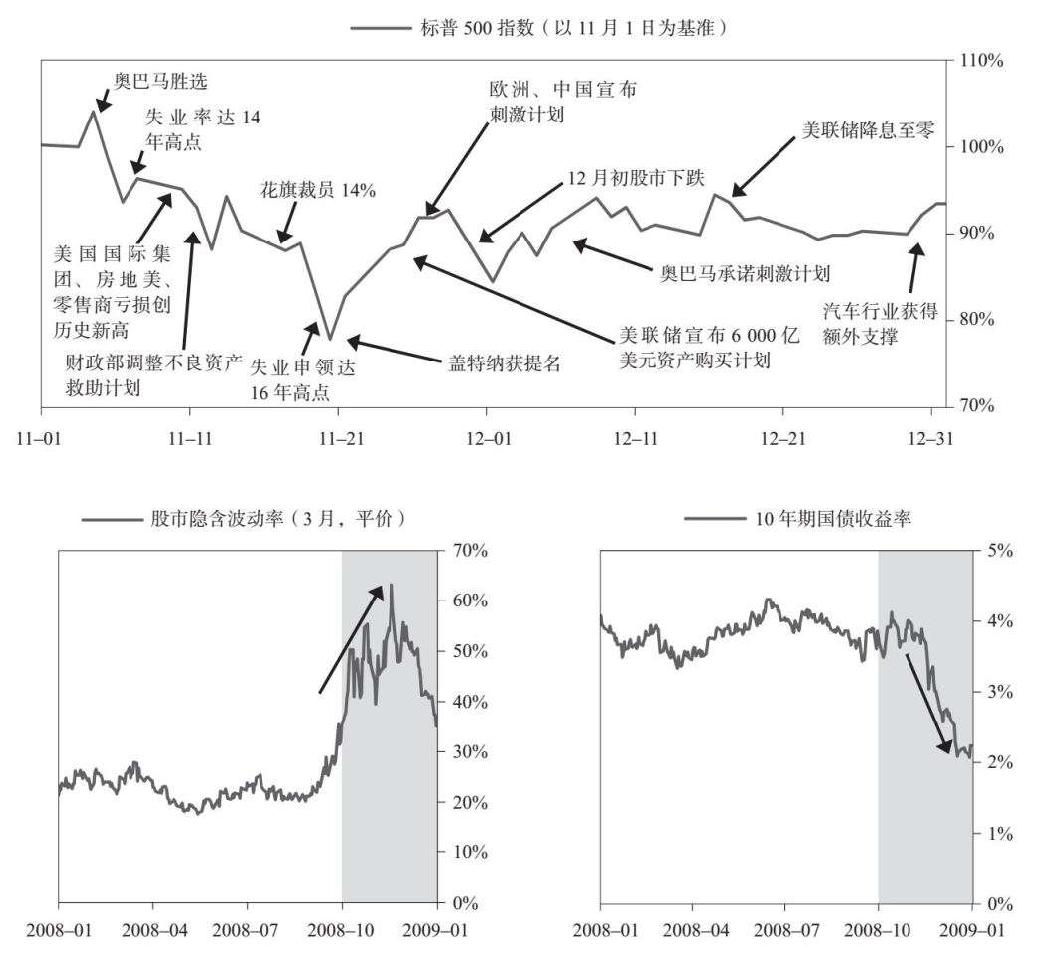 标普 500 指数（以 11 月 1 日为基准）
110%
100%
90%
80%
70%
奥巴马胜选
失业率达 14
年高点
美国国际集
团、房地美、
零售商亏损创
历史新高
财政部调整不良资产
救助计划
花旗裁员 14%
失业申领达
16 年高点
盖特纳获提名
欧洲、中国宣布
刺激计划
12 月初股市下跌
美联储降息至零
奥巴马承诺刺激计划
美联储宣布 6 000 亿
美元资产购买计划
汽车行业获得
额外支撑
11–01
11–11
11–21
12–01
12–11
12–21
12–31
股市隐含波动率（3 月，平价）
70%
60%
50%
40%
30%
20%
10%
0%
2008–01
2008–04
2008–07
2008–10
2009–01
10 年期国债收益率
5%
4%
3%
2%
1%
0%
2008–01
2008–04
2008–07
2008–10
2009–01